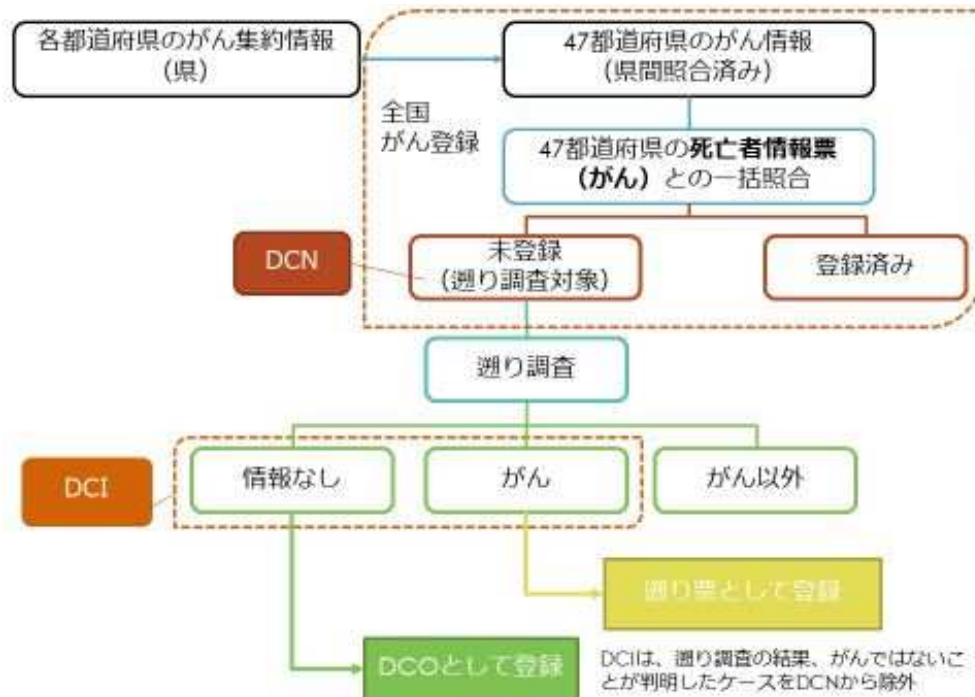 各都道府県のがん集約情報
（県）
47都道府県のがん情報
（県間照合済み）
全国
がん登録
47都道府県の死亡者情報票
（がん）との一括照合
DCN
未登録
（遡り調査対象）
登録済み
遡り調査
DCI
情報なし
がん
がん以外
遡り票として登録
DCOとして登録
DCIは、遡り調査の結果、がんではないこ
とが判明したケースをDCNから除外